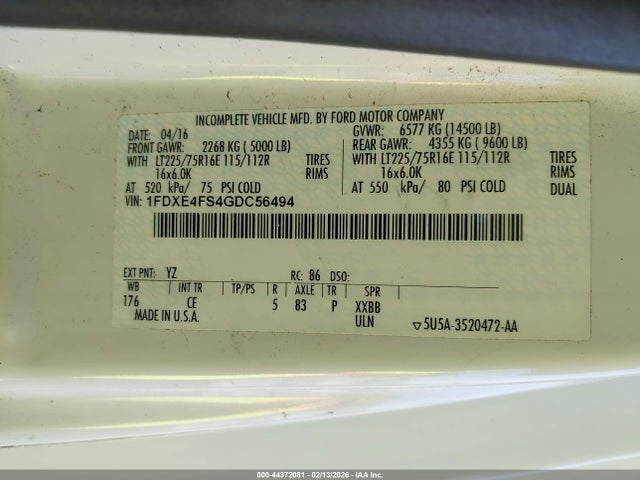 INCOMPLETE VEHICLE MFD. BY FORD MOTOR COMPANY
DATE: 04/16 GVWR: 6577 KG (14500 LB)
FRONT GAWR: 2268 KG ( 5000 LB) REAR GAWR: 4355 KG ( 9600 LB)
WITH LT225/75R16E 115/112R TIRES WITH LT225/75R16E 115/112R TIRES
16x6.0K RIMS 16x6.0K RIMS
AT 520 kPa/ 75 PSI COLD AT 550 kPa/ 80 PSI COLD DUAL
VIN: 1FDXE4FS4GDC56494
EXT PNT: YZ RC: 86 DSO:
WB INT TR TP/PS R AXLE TR SPR
176 CE 5 83 P XXBB
MADE IN U.S.A. ULN ▽5U5A-3520472-AA
000-44372081 - 02/13/2026 - IAA Inc.